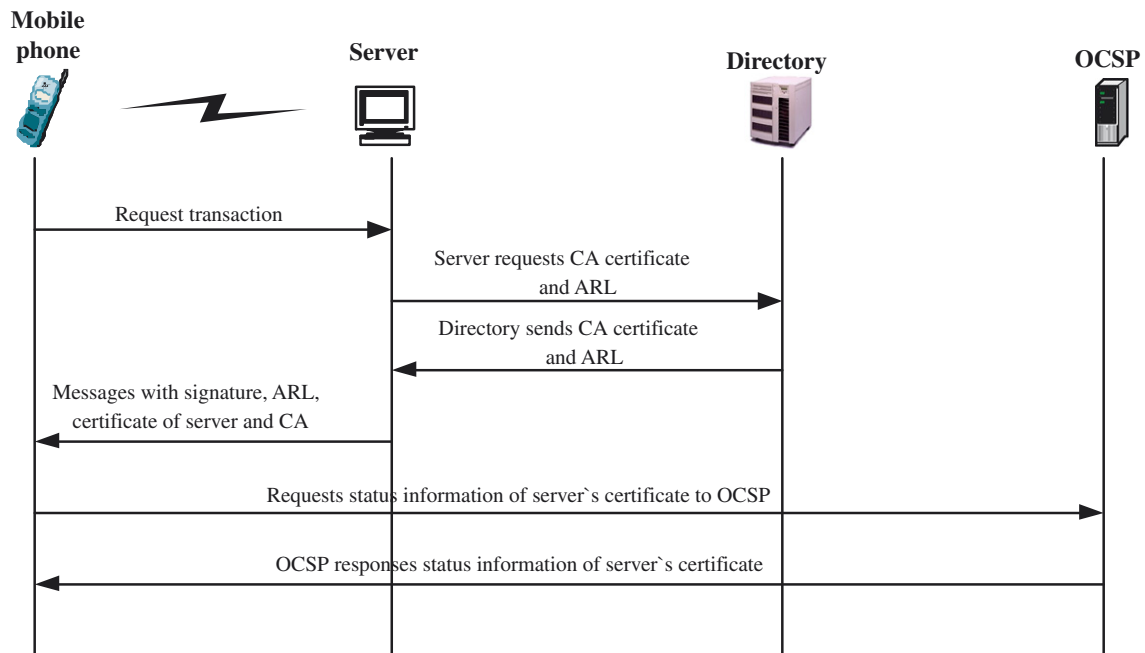 Mobile
phone
Server
Directory
OCSP
Request transaction
Server requests CA certificate
and ARL
Directory sends CA certificate
and ARL
Messages with signature, ARL,
certificate of server and CA
Requests status information of server`s certificate to OCSP
OCSP responses status information of server`s certificate